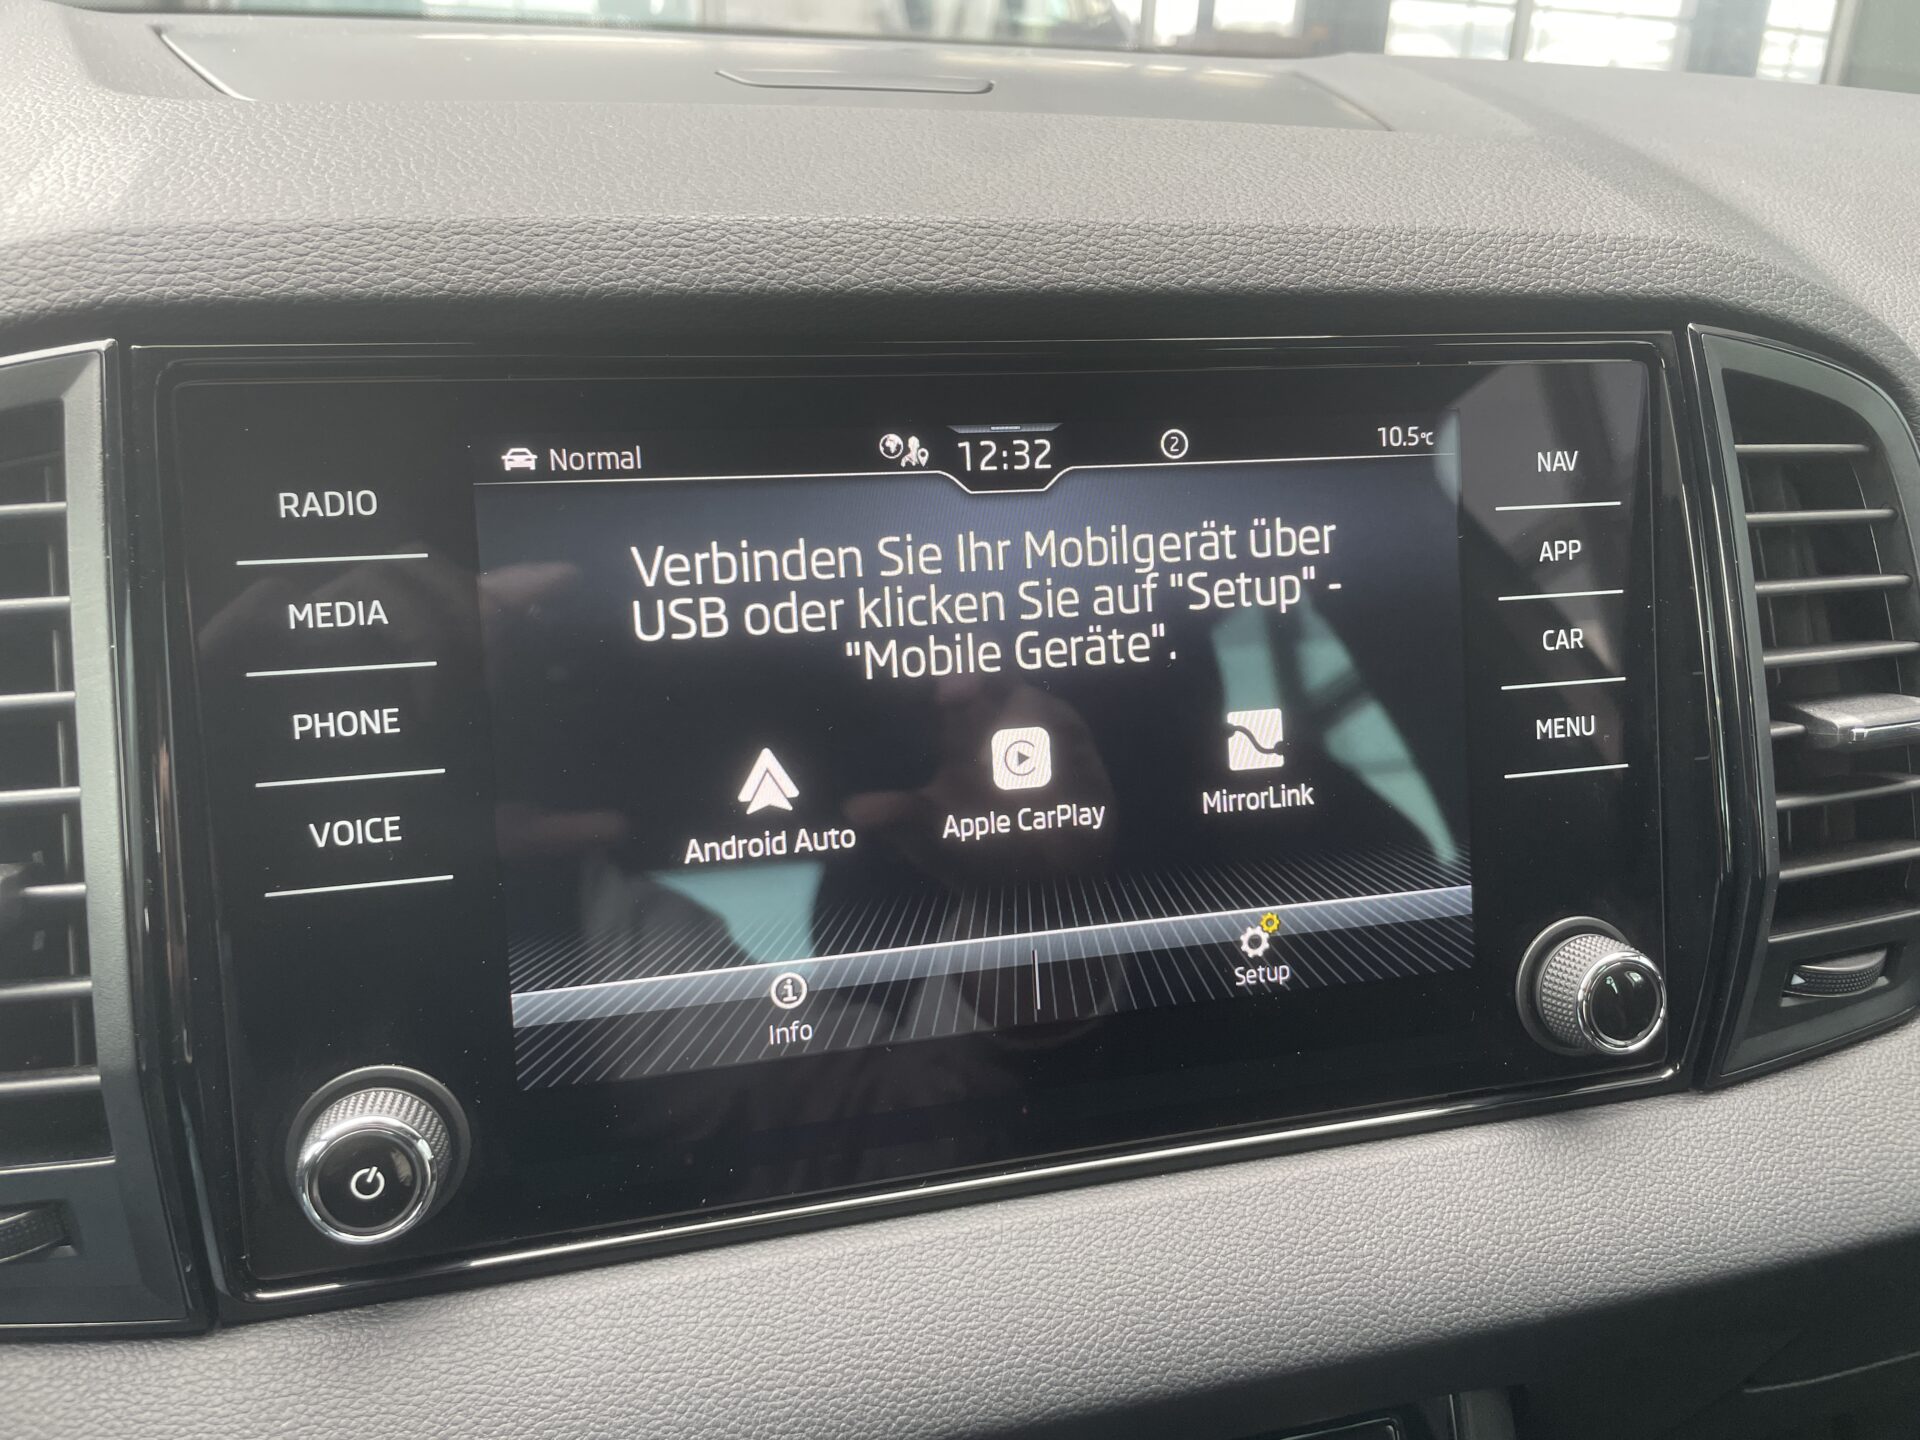 Normal
12:32
2
10.5°C
RADIO
MEDIA
PHONE
VOICE
Verbinden Sie Ihr Mobilgerät über
USB oder klicken Sie auf "Setup" -
"Mobile Geräte".
Android Auto
Apple CarPlay
MirrorLink
Info
Setup
NAV
APP
CAR
MENU